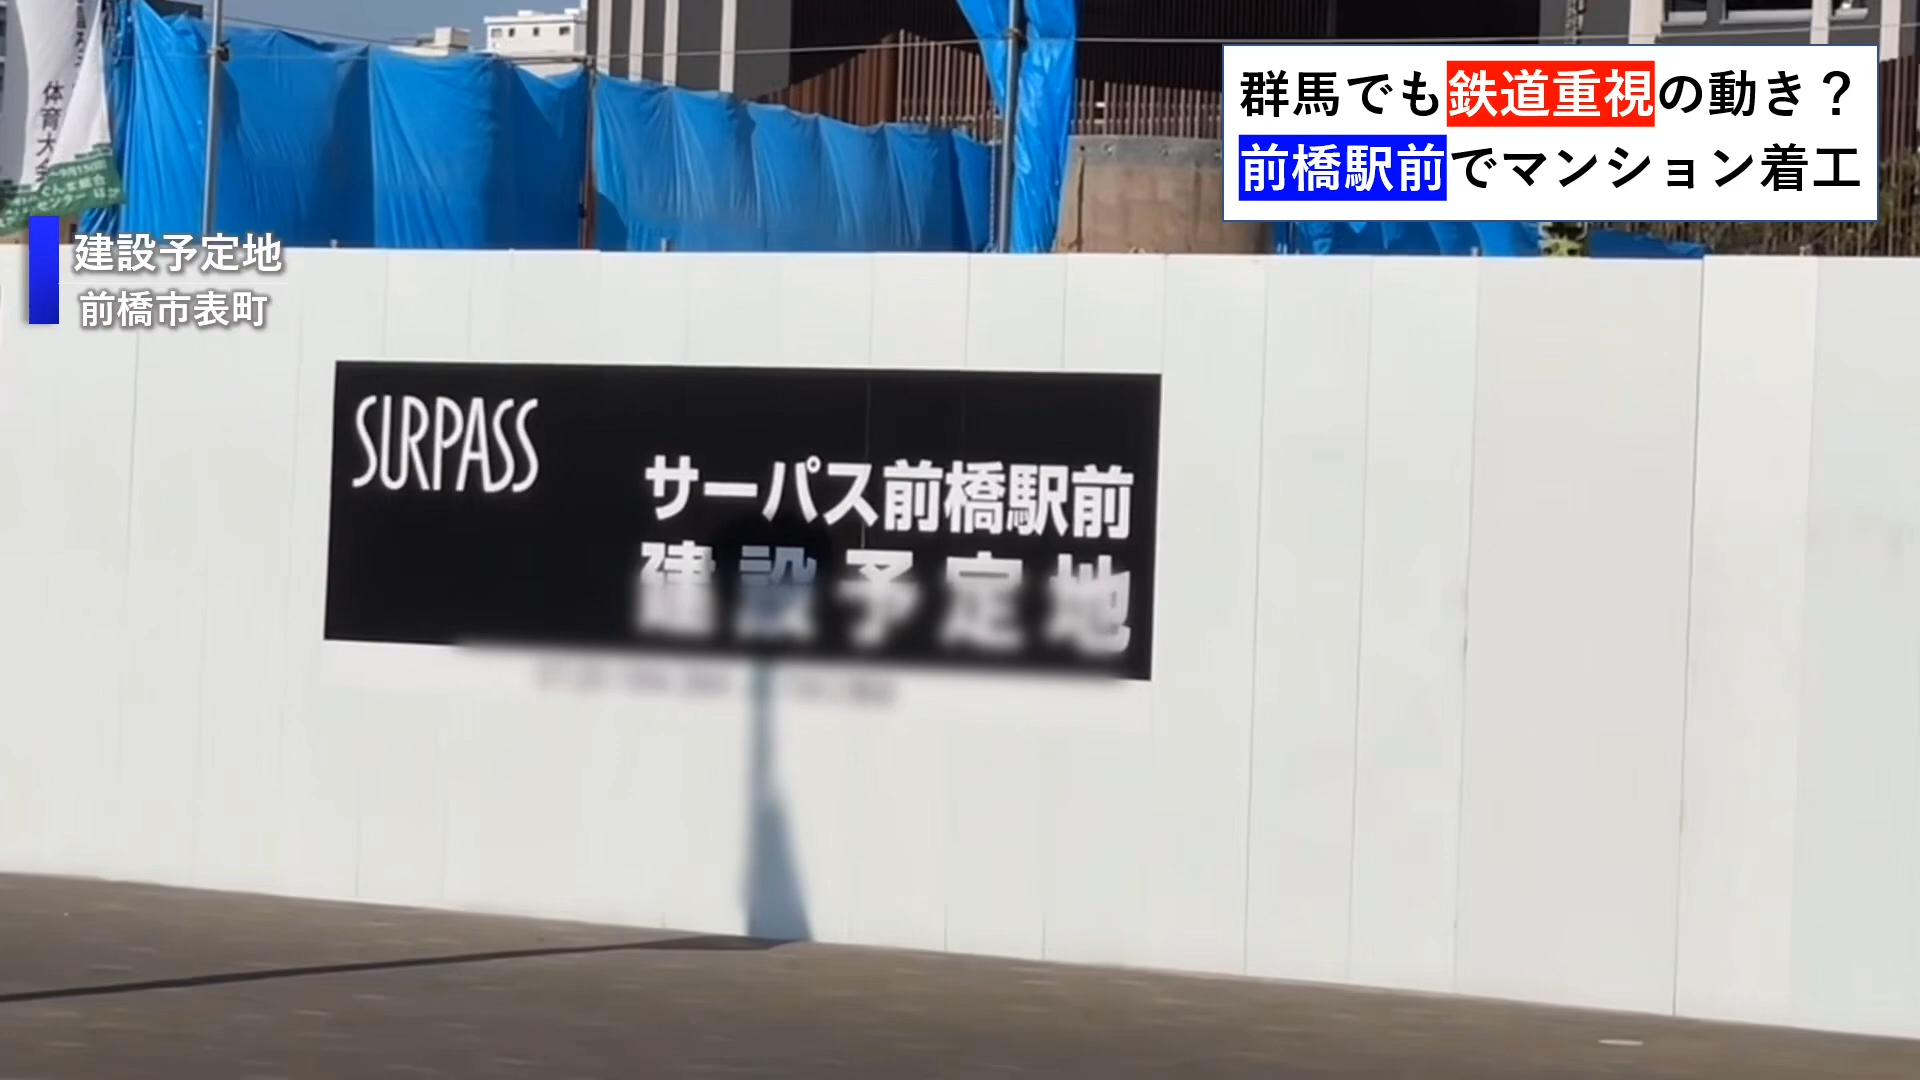 群馬でも鉄道重視の動き？
前橋駅前でマンション着工
体育大会
建設予定地
前橋市表町
SURPASS
サーパス前橋駅前
建設予定地